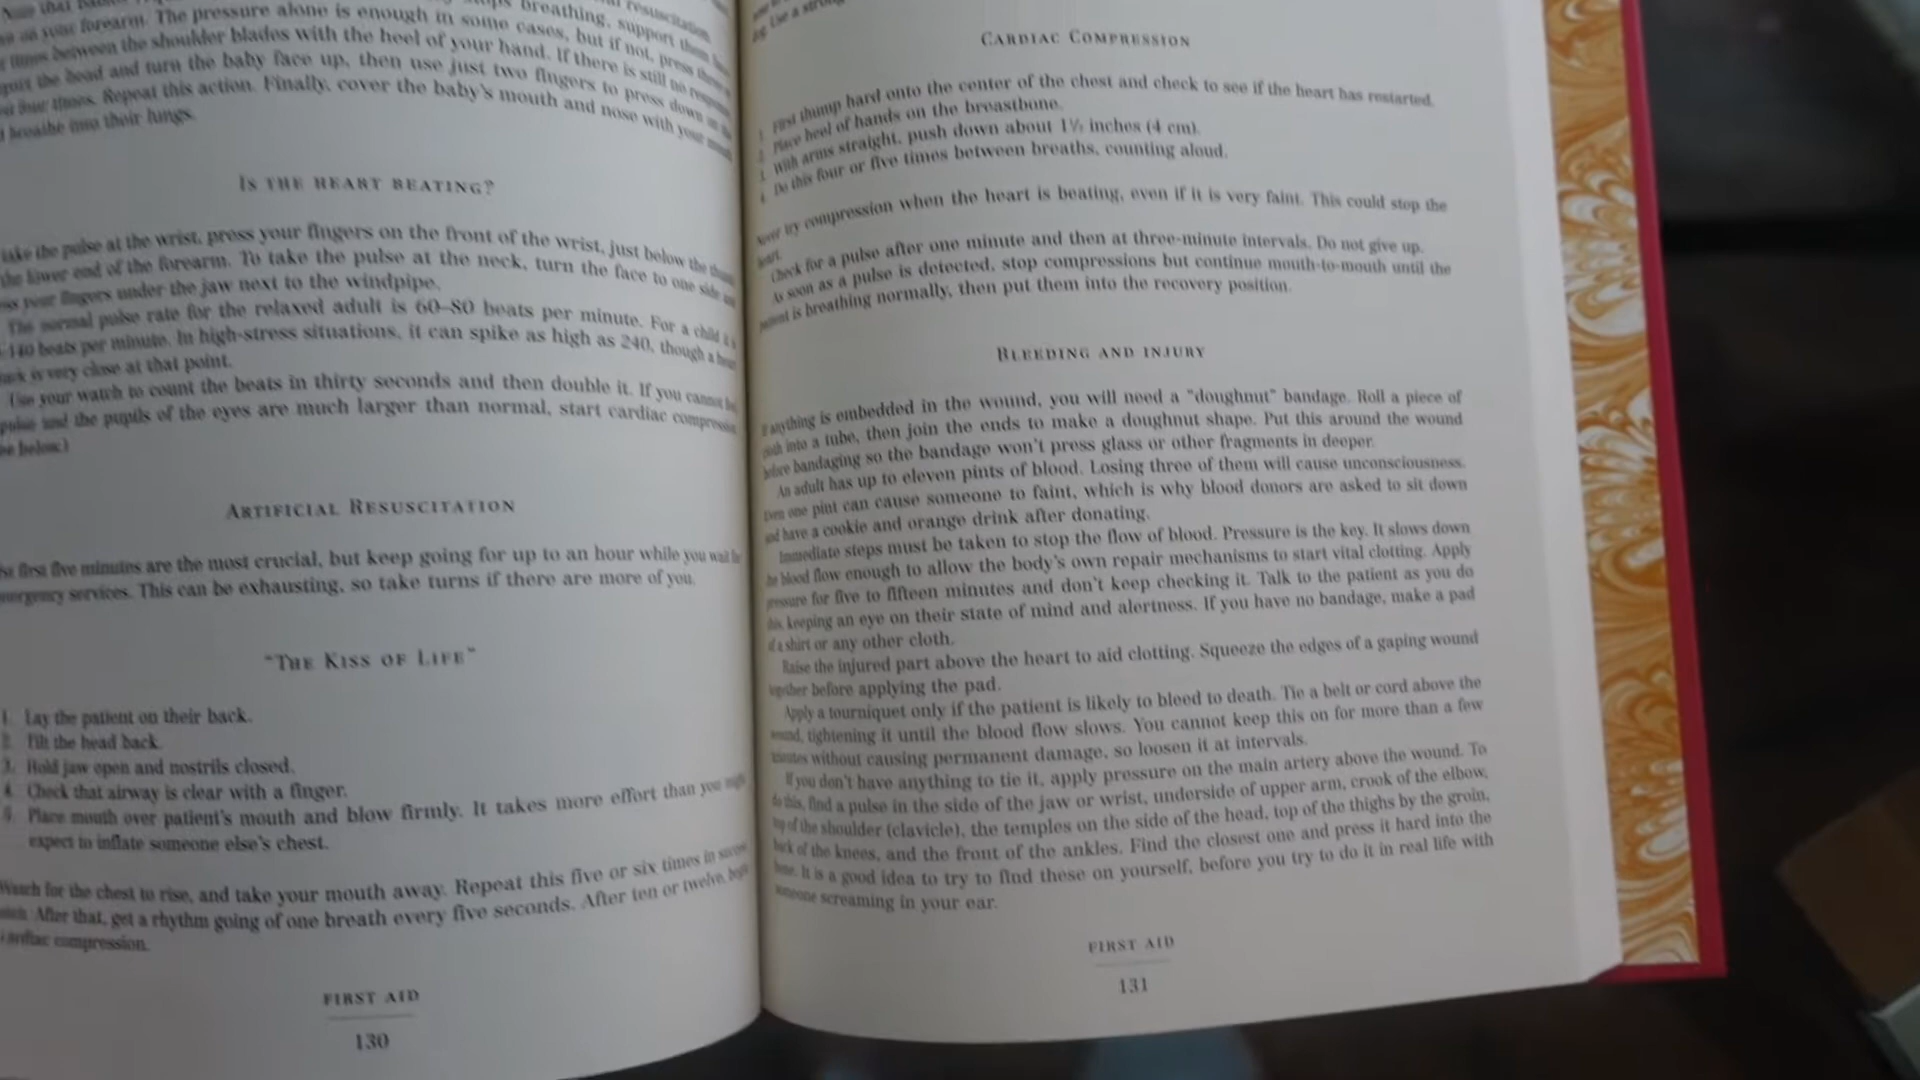 breathing, support them
on your forearm. The pressure alone is enough in some cases, but if not, press
times between the shoulder blades with the heel of your hand. If there is still no
the head and turn the baby face up, then use just two fingers to press down on
four times. Repeat this action. Finally, cover the baby's mouth and nose with your mouth
breathe into their lungs.
IS THE HEART BEATING?
take the pulse at the wrist, press your fingers on the front of the wrist, just below the
the lower end of the forearm. To take the pulse at the neck, turn the face to one side
your fingers under the jaw next to the windpipe.
The normal pulse rate for the relaxed adult is 60–80 beats per minute. For a child
140 beats per minute. In high-stress situations, it can spike as high as 240, though a
is very close at that point.
Use your watch to count the beats in thirty seconds and then double it. If you cannot
pulse and the pupils of the eyes are much larger than normal, start cardiac
below.)
ARTIFICIAL RESUSCITATION
first five minutes are the most crucial, but keep going for up to an hour while you wait
emergency services. This can be exhausting, so take turns if there are more of you.
"THE KISS OF LIFE"
1. Lay the patient on their back.
2. Tilt the head back.
3. Hold jaw open and nostrils closed.
4. Check that airway is clear with a finger.
5. Place mouth over patient's mouth and blow firmly. It takes more effort than you might
expect to inflate someone else's chest.
Watch for the chest to rise, and take your mouth away. Repeat this five or six times in
After that, get a rhythm going of one breath every five seconds. After ten or twelve,
cardiac compression.
FIRST AID
130
Use a
CARDIAC COMPRESSION
1. First thump hard onto the center of the chest and check to see if the heart has restarted.
2. Place heel of hands on the breastbone.
3. With arms straight, push down about 1½ inches (4 cm).
4. Do this four or five times between breaths, counting aloud.
Never try compression when the heart is beating, even if it is very faint. This could stop the
heart.
Check for a pulse after one minute and then at three-minute intervals. Do not give up.
As soon as a pulse is detected, stop compressions but continue mouth-to-mouth until the
patient is breathing normally, then put them into the recovery position.
BLEEDING AND INJURY
If anything is embedded in the wound, you will need a "doughnut" bandage. Roll a piece of
cloth into a tube, then join the ends to make a doughnut shape. Put this around the wound
before bandaging so the bandage won't press glass or other fragments in deeper.
An adult has up to eleven pints of blood. Losing three of them will cause unconsciousness.
Even one pint can cause someone to faint, which is why blood donors are asked to sit down
and have a cookie and orange drink after donating.
Immediate steps must be taken to stop the flow of blood. Pressure is the key. It slows down
the blood flow enough to allow the body's own repair mechanisms to start vital clotting. Apply
pressure for five to fifteen minutes and don't keep checking it. Talk to the patient as you do
this, keeping an eye on their state of mind and alertness. If you have no bandage, make a pad
of a shirt or any other cloth.
Raise the injured part above the heart to aid clotting. Squeeze the edges of a gaping wound
together before applying the pad.
Apply a tourniquet only if the patient is likely to bleed to death. Tie a belt or cord above the
wound, tightening it until the blood flow slows. You cannot keep this on for more than a few
minutes without causing permanent damage, so loosen it at intervals.
If you don't have anything to tie it, apply pressure on the main artery above the wound. To
do this, find a pulse in the side of the jaw or wrist, underside of upper arm, crook of the elbow,
top of the shoulder (clavicle), the temples on the side of the head, top of the thighs by the groin,
back of the knees, and the front of the ankles. Find the closest one and press it hard into the
bone. It is a good idea to try to find these on yourself, before you try to do it in real life with
someone screaming in your ear.
FIRST AID
131